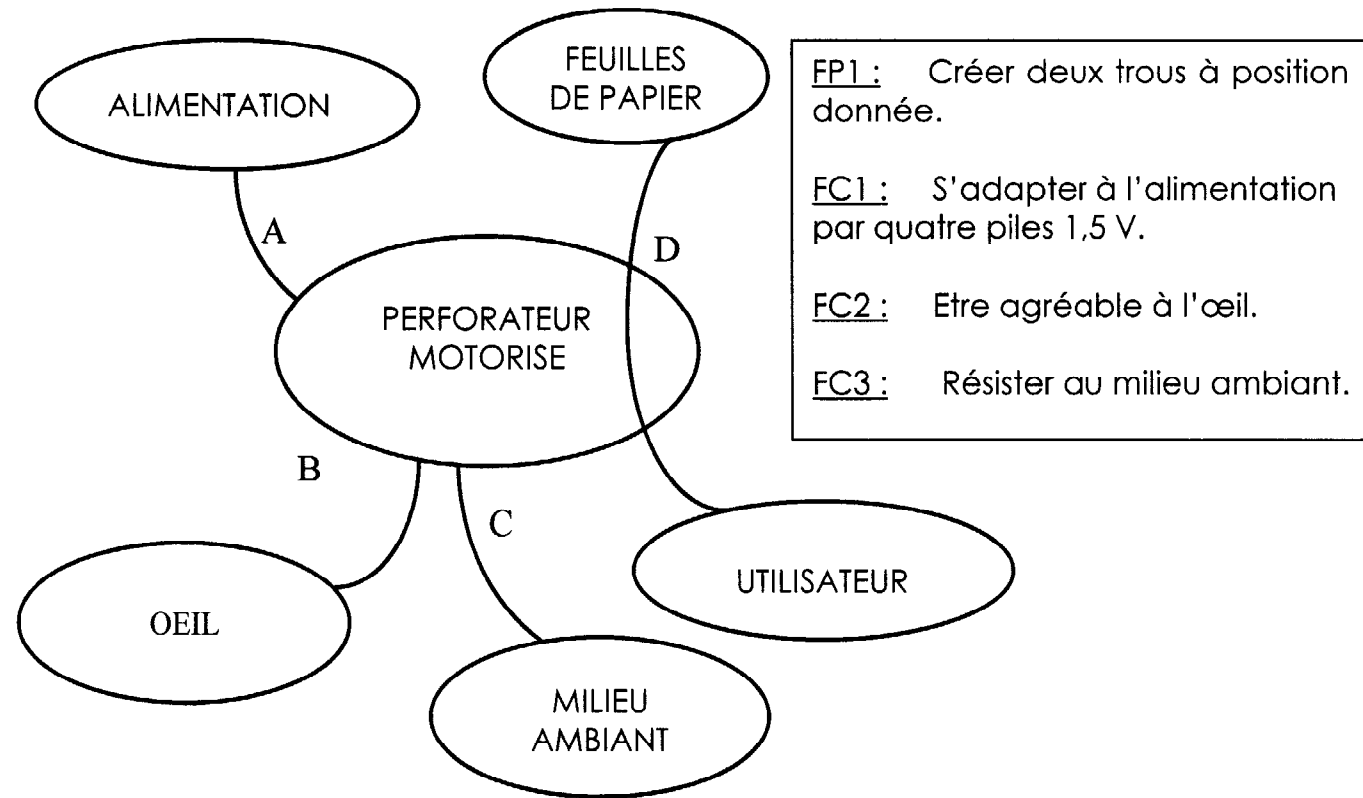 ALIMENTATION
FEUILLES
DE PAPIER
A
D
PERFORATEUR
MOTORISE
B
C
OEIL
UTILISATEUR
MILIEU
AMBIANT
FP1 : Créer deux trous à position
donnée.
FC1 : S'adapter à l'alimentation
par quatre piles 1,5 V.
FC2 : Etre agréable à l'œil.
FC3 : Résister au milieu ambiant.